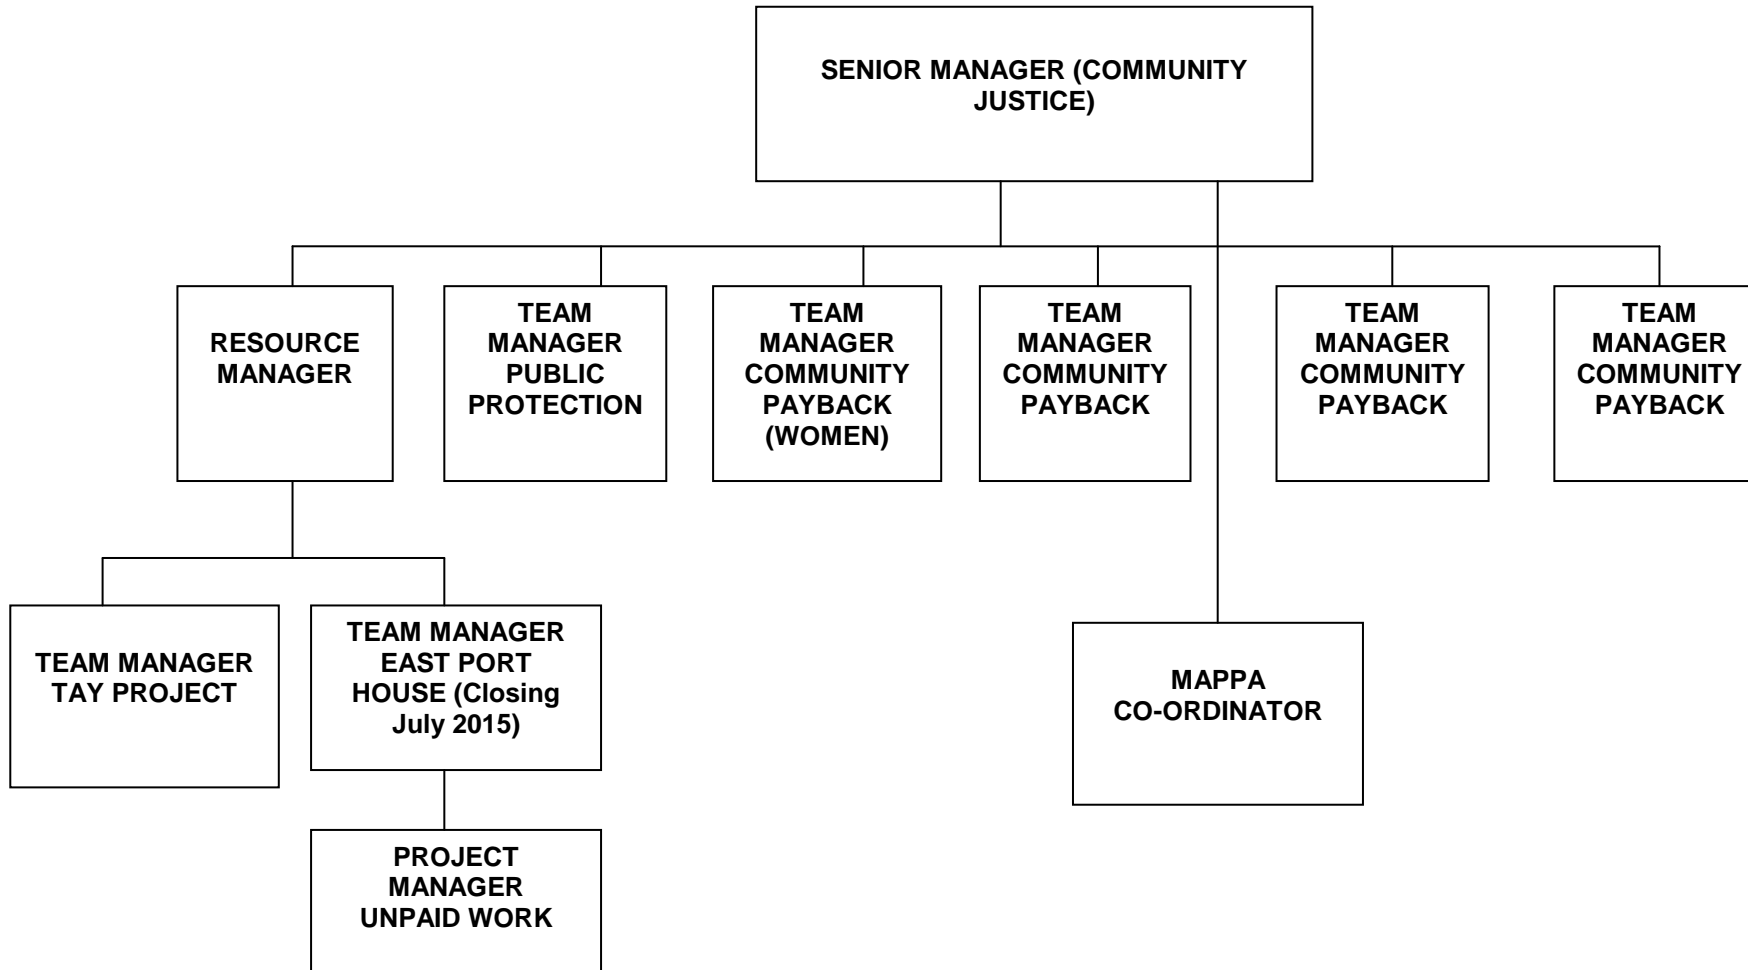 SENIOR MANAGER (COMMUNITY
JUSTICE)
RESOURCE
MANAGER
TEAM
MANAGER
PUBLIC
PROTECTION
TEAM
MANAGER
COMMUNITY
PAYBACK
(WOMEN)
TEAM
MANAGER
COMMUNITY
PAYBACK
TEAM
MANAGER
COMMUNITY
PAYBACK
TEAM
MANAGER
COMMUNITY
PAYBACK
TEAM MANAGER
TAY PROJECT
TEAM MANAGER
EAST PORT
HOUSE (Closing
July 2015)
MAPPA
CO-ORDINATOR
PROJECT
MANAGER
UNPAID WORK